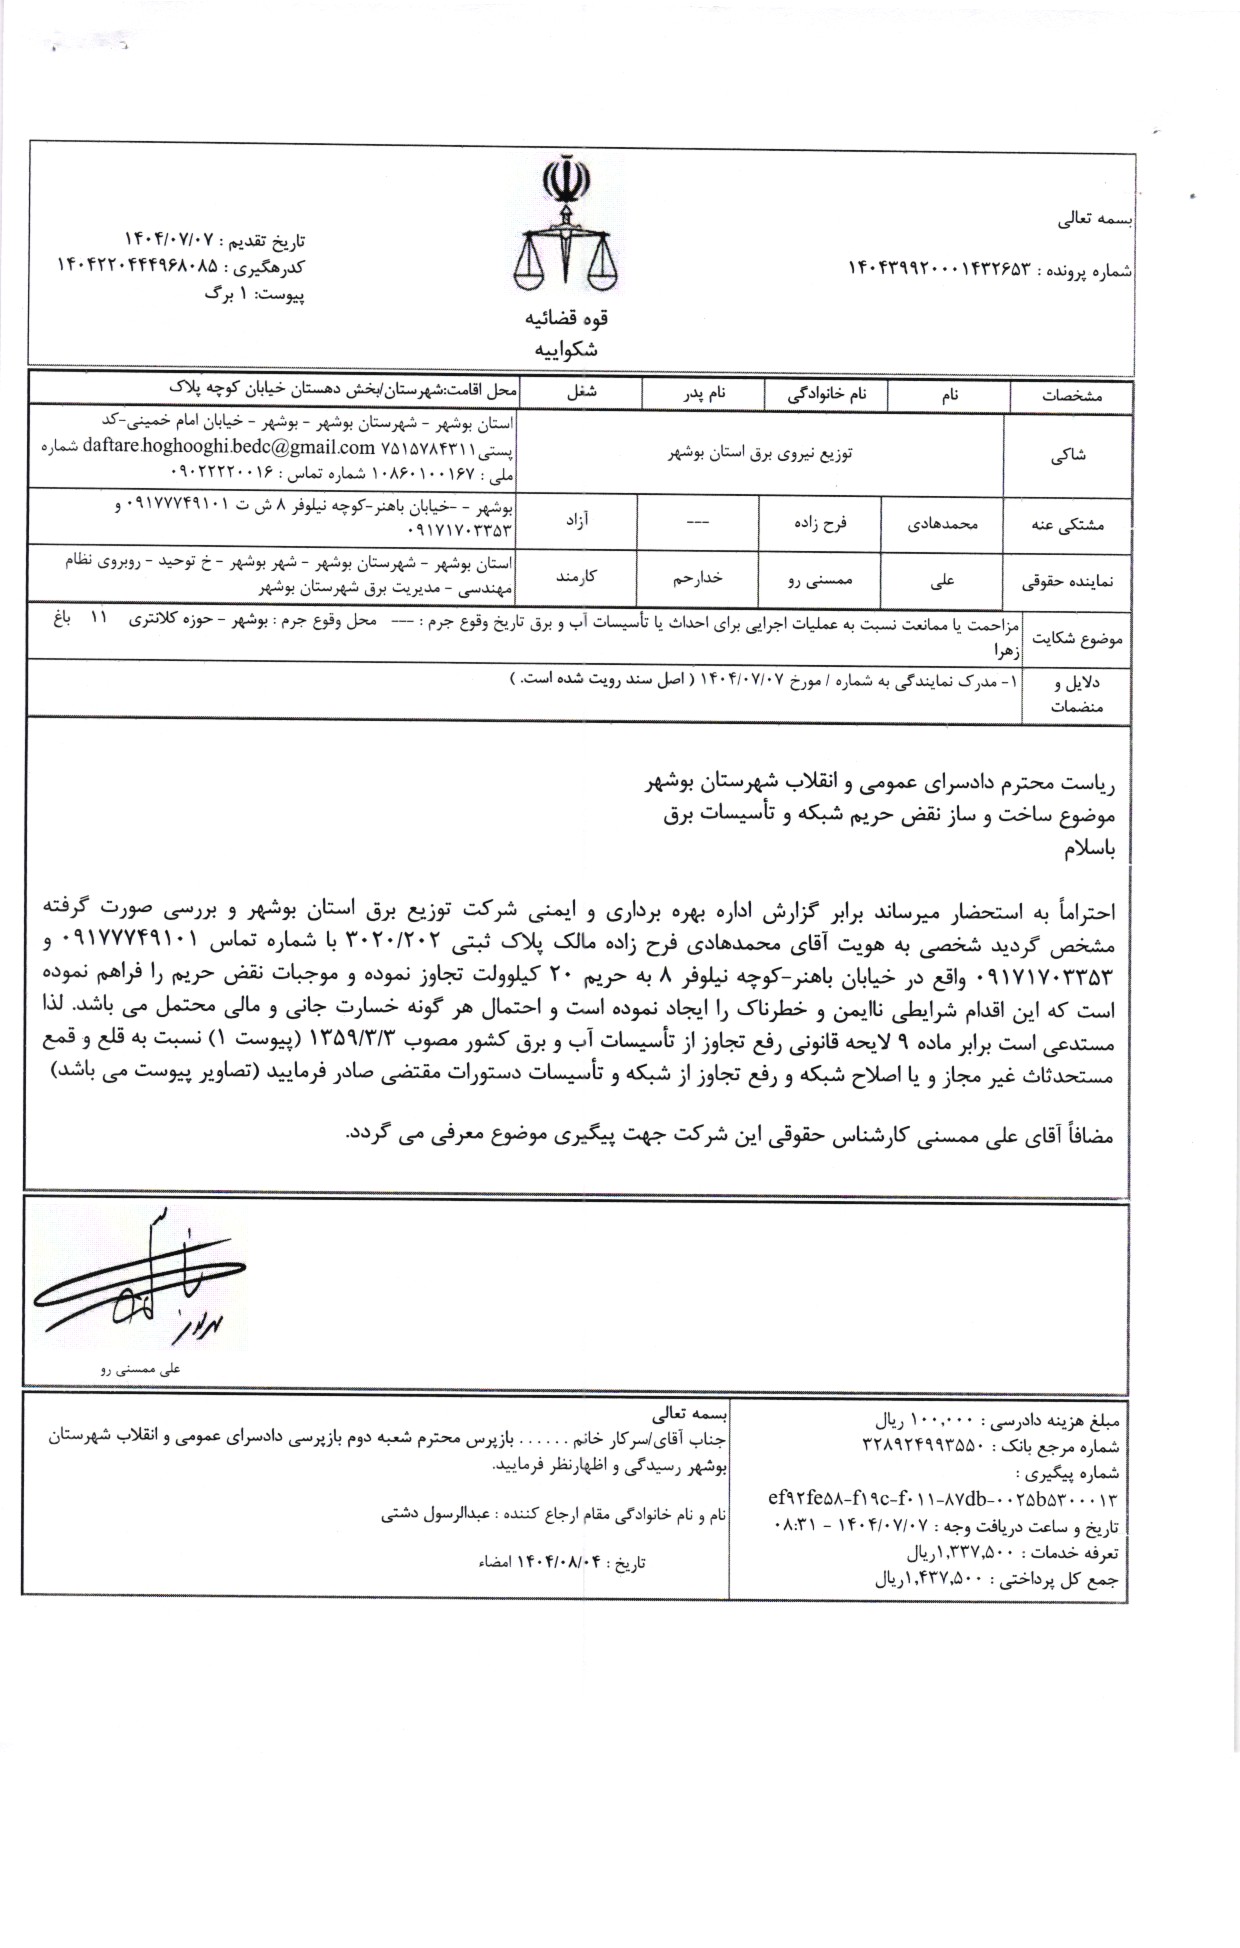 بسمه تعالی
شماره پرونده : ۱۴۰۴۳۹۹۲۰۰۰۱۴۳۲۶۵۳
قوه قضائیه
شکواییه
تاریخ تقدیم : ۱۴۰۴/۰۷/۰۷
کدرهگیری : ۱۴۰۴۲۲۰۴۴۴۹۶۸۰۸۵
پیوست: ۱ برگ
مشخصات نام نام خانوادگی نام پدر شغل محل اقامت:شهرستان/بخش دهستان خیابان کوچه پلاک
شاکی توزیع نیروی برق استان بوشهر
استان بوشهر - شهرستان بوشهر - بوشهر - خیابان امام خمینی-کد
پستی۷۵۱۵۷۸۴۳۱۱ daftare.hoghooghi.bedc@gmail.com شماره
ملی : ۱۰۸۶۰۱۰۰۱۶۷ شماره تماس : ۰۹۰۲۲۲۲۰۰۱۶
مشتکی عنه محمدهادی فرح زاده --- آزاد
بوشهر - -خیابان باهنر-کوچه نیلوفر ۸ ش ت ۰۹۱۷۷۷۴۹۱۰۱ و
۰۹۱۷۱۷۰۳۳۵۳
نماینده حقوقی علی ممسنی رو خدارحم کارمند
استان بوشهر - شهرستان بوشهر - شهر بوشهر - خ توحید - روبروی نظام
مهندسی - مدیریت برق شهرستان بوشهر
موضوع شکایت مزاحمت یا ممانعت نسبت به عملیات اجرایی برای احداث یا تأسیسات آب و برق تاریخ وقوع جرم : --- محل وقوع جرم : بوشهر - حوزه کلانتری ۱۱ باغ
زهرا
دلایل و
منضمات
۱- مدرک نمایندگی به شماره / مورخ ۱۴۰۴/۰۷/۰۷ ( اصل سند رویت شده است. )
ریاست محترم دادسرای عمومی و انقلاب شهرستان بوشهر
موضوع ساخت و ساز نقض حریم شبکه و تأسیسات برق
باسلام
احتراماً به استحضار میرساند برابر گزارش اداره بهره برداری و ایمنی شرکت توزیع برق استان بوشهر و بررسی صورت گرفته
مشخص گردید شخصی به هویت آقای محمدهادی فرح زاده مالک پلاک ثبتی ۳۰۲۰/۲۰۲ با شماره تماس ۰۹۱۷۷۷۴۹۱۰۱ و
۰۹۱۷۱۷۰۳۳۵۳ واقع در خیابان باهنر-کوچه نیلوفر ۸ به حریم ۲۰ کیلوولت تجاوز نموده و موجبات نقض حریم را فراهم نموده
است که این اقدام شرایطی ناایمن و خطرناک را ایجاد نموده است و احتمال هر گونه خسارت جانی و مالی محتمل می باشد. لذا
مستدعی است برابر ماده ۹ لایحه قانونی رفع تجاوز از تأسیسات آب و برق کشور مصوب ۱۳۵۹/۳/۳ (پیوست ۱) نسبت به قلع و قمع
مستحدثات غیر مجاز و یا اصلاح شبکه و رفع تجاوز از شبکه و تأسیسات دستورات مقتضی صادر فرمایید (تصاویر پیوست می باشد)
مضافاً آقای علی ممسنی کارشناس حقوقی این شرکت جهت پیگیری موضوع معرفی می گردد.
علی ممسنی رو
مبلغ هزینه دادرسی : ۱۰۰,۰۰۰ ریال
شماره مرجع بانک : ۳۲۸۹۲۴۹۹۳۵۵۰
شماره پیگیری :
ef۹۲fe۵۸-f۱۹c-f۰۱۱-۸۷db-۰۰۲۵b۵۳۰۰۰۱۳
تاریخ و ساعت دریافت وجه : ۱۴۰۴/۰۷/۰۷ - ۰۸:۳۱
تعرفه خدمات : ۱,۳۳۷,۵۰۰ریال
جمع کل پرداختی : ۱,۴۳۷,۵۰۰ریال
بسمه تعالی
جناب آقای/سرکار خانم ...... بازپرس محترم شعبه دوم بازپرسی دادسرای عمومی و انقلاب شهرستان
بوشهر رسیدگی و اظهارنظر فرمایید.
نام و نام خانوادگی مقام ارجاع کننده : عبدالرسول دشتی
تاریخ : ۱۴۰۴/۰۸/۰۴ امضاء